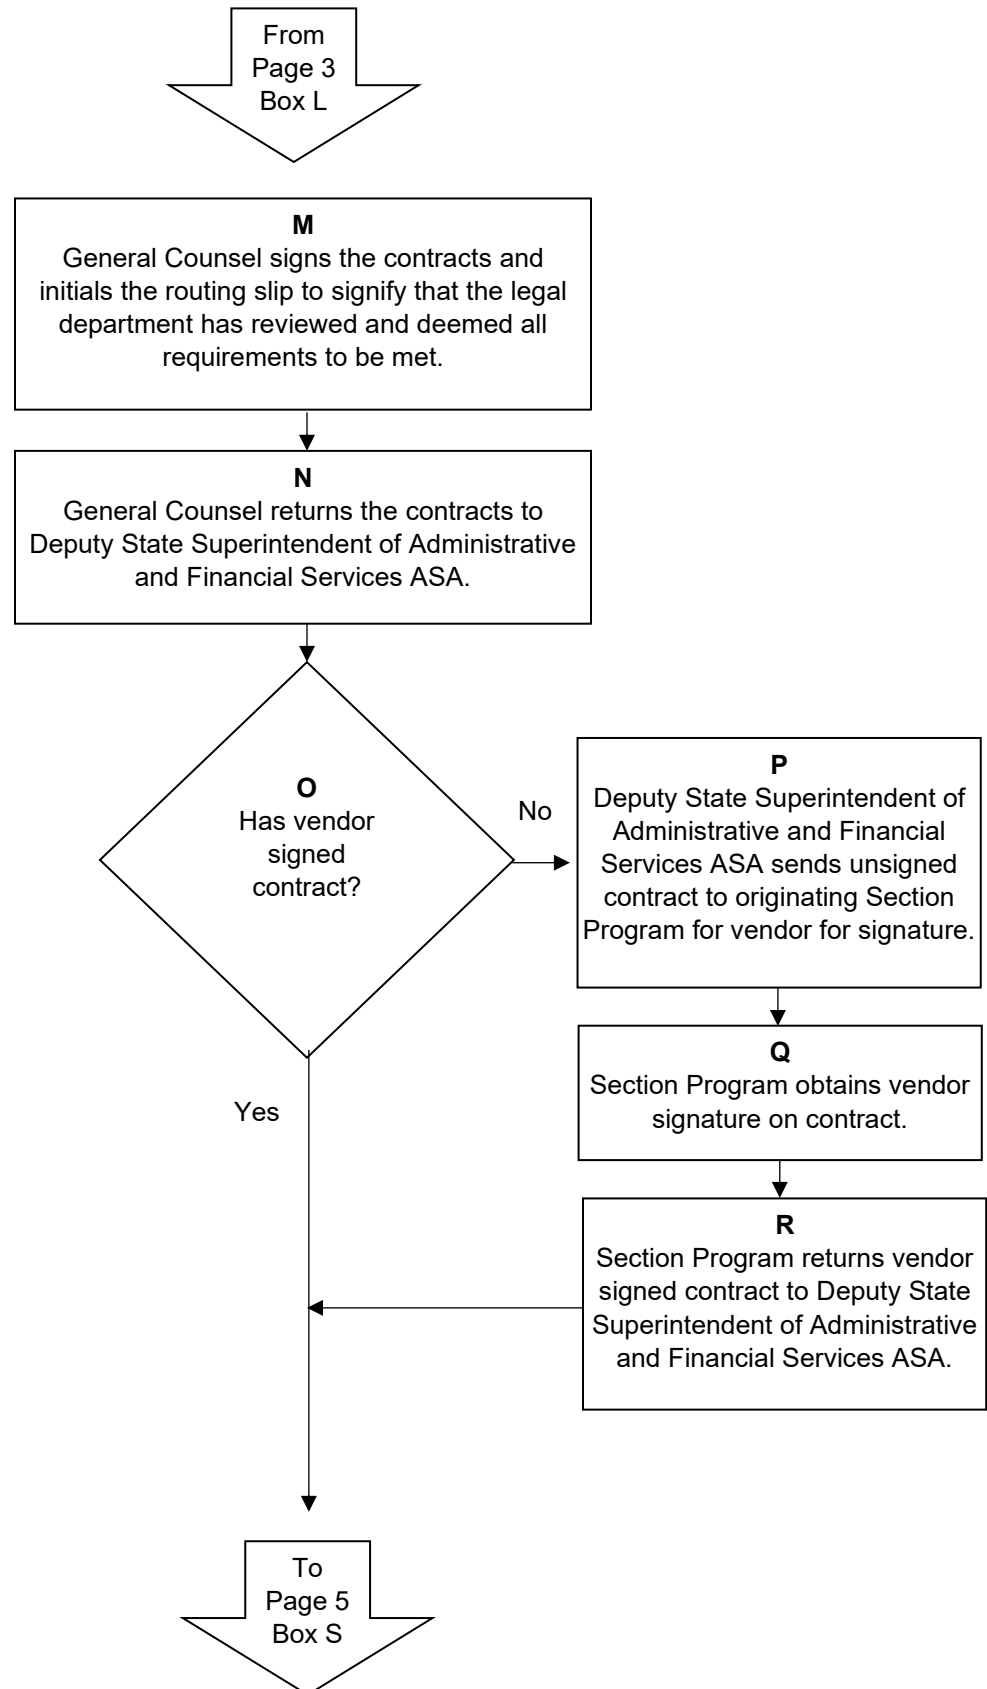 From
Page 3
Box L
M
General Counsel signs the contracts and
initials the routing slip to signify that the legal
department has reviewed and deemed all
requirements to be met.
N
General Counsel returns the contracts to
Deputy State Superintendent of Administrative
and Financial Services ASA.
O
Has vendor
signed
contract?
No
P
Deputy State Superintendent of
Administrative and Financial
Services ASA sends unsigned
contract to originating Section
Program for vendor for signature.
Q
Section Program obtains vendor
signature on contract.
Yes
R
Section Program returns vendor
signed contract to Deputy State
Superintendent of Administrative
and Financial Services ASA.
To
Page 5
Box S